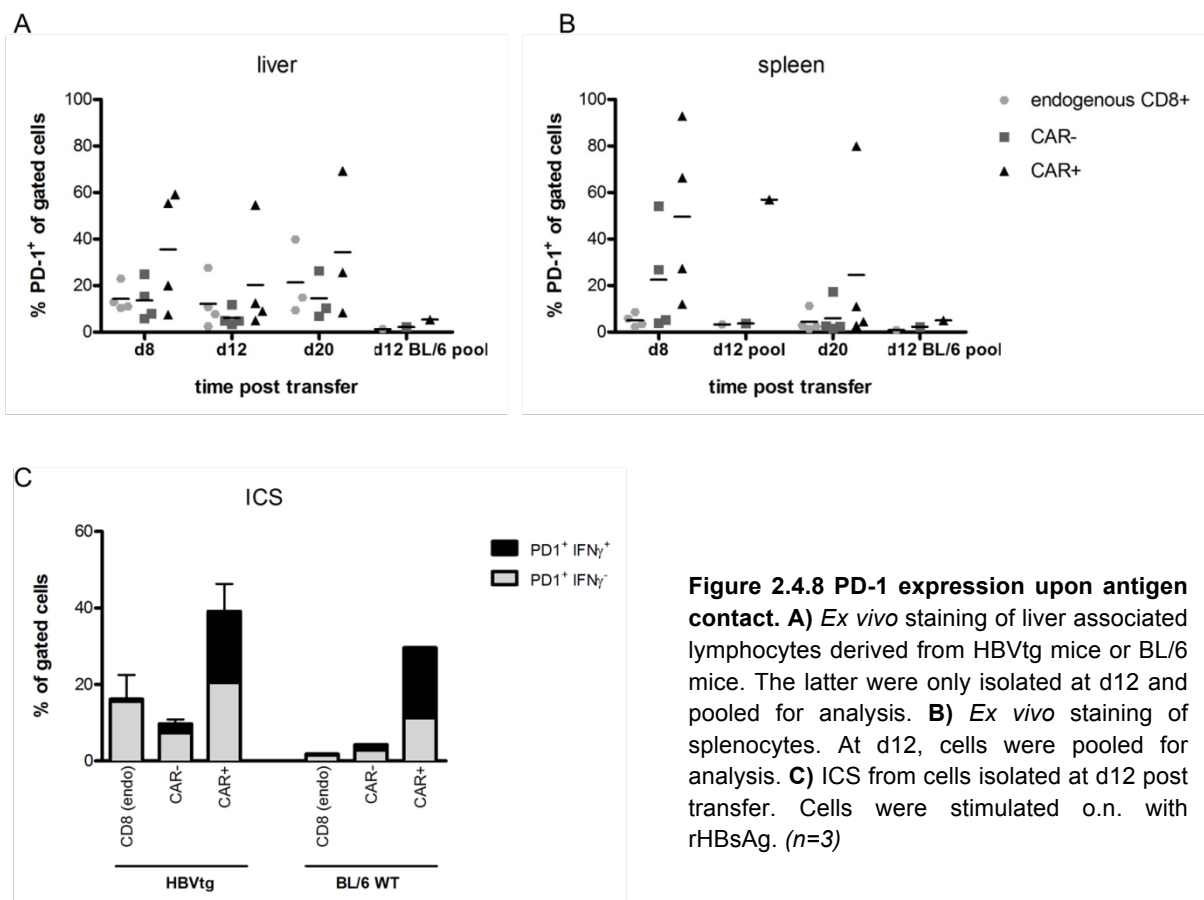 A
liver
% PD-1+ of gated cells
100
80
60
40
20
0
d8 d12 d20 d12 BL/6 pool
time post transfer
B
spleen
% PD-1+ of gated cells
100
80
60
40
20
0
d8 d12 pool d20 d12 BL/6 pool
time post transfer
endogenous CD8+
CAR-
CAR+
C
ICS
% of gated cells
60
40
20
0
CD8 (endo)
CAR-
CAR+
CD8 (endo)
CAR-
CAR+
HBVtg BL/6 WT
PD1+ IFNγ+
PD1+ IFNγ-
Figure 2.4.8 PD-1 expression upon antigen
contact. A) Ex vivo staining of liver associated
lymphocytes derived from HBVtg mice or BL/6
mice. The latter were only isolated at d12 and
pooled for analysis. B) Ex vivo staining of
splenocytes. At d12, cells were pooled for
analysis. C) ICS from cells isolated at d12 post
transfer. Cells were stimulated o.n. with
rHBsAg. (n=3)